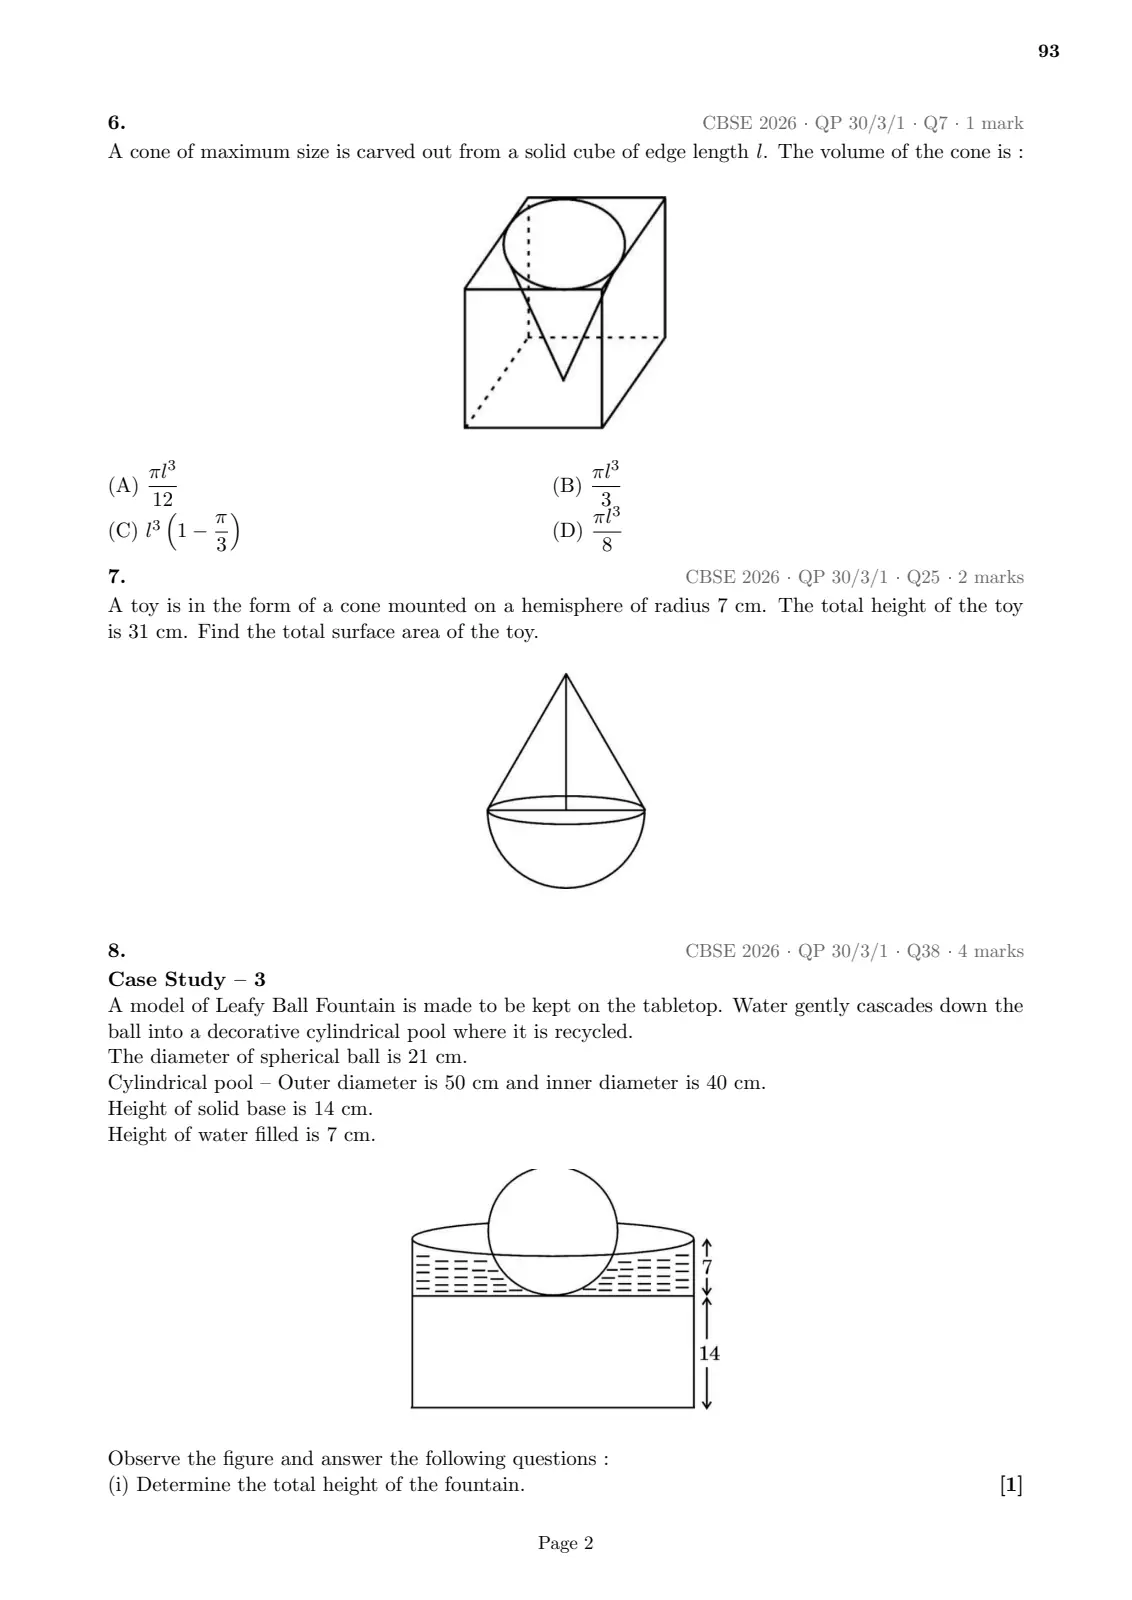 93
6. CBSE 2026 · QP 30/3/1 · Q7 · 1 mark
A cone of maximum size is carved out from a solid cube of edge length l. The volume of the cone is :
(A) πl³/12 (B) πl³/3
(C) l³(1 − π/3) (D) πl³/8
7. CBSE 2026 · QP 30/3/1 · Q25 · 2 marks
A toy is in the form of a cone mounted on a hemisphere of radius 7 cm. The total height of the toy
is 31 cm. Find the total surface area of the toy.
8. CBSE 2026 · QP 30/3/1 · Q38 · 4 marks
Case Study – 3
A model of Leafy Ball Fountain is made to be kept on the tabletop. Water gently cascades down the
ball into a decorative cylindrical pool where it is recycled.
The diameter of spherical ball is 21 cm.
Cylindrical pool – Outer diameter is 50 cm and inner diameter is 40 cm.
Height of solid base is 14 cm.
Height of water filled is 7 cm.
7
14
Observe the figure and answer the following questions :
(i) Determine the total height of the fountain. [1]
Page 2